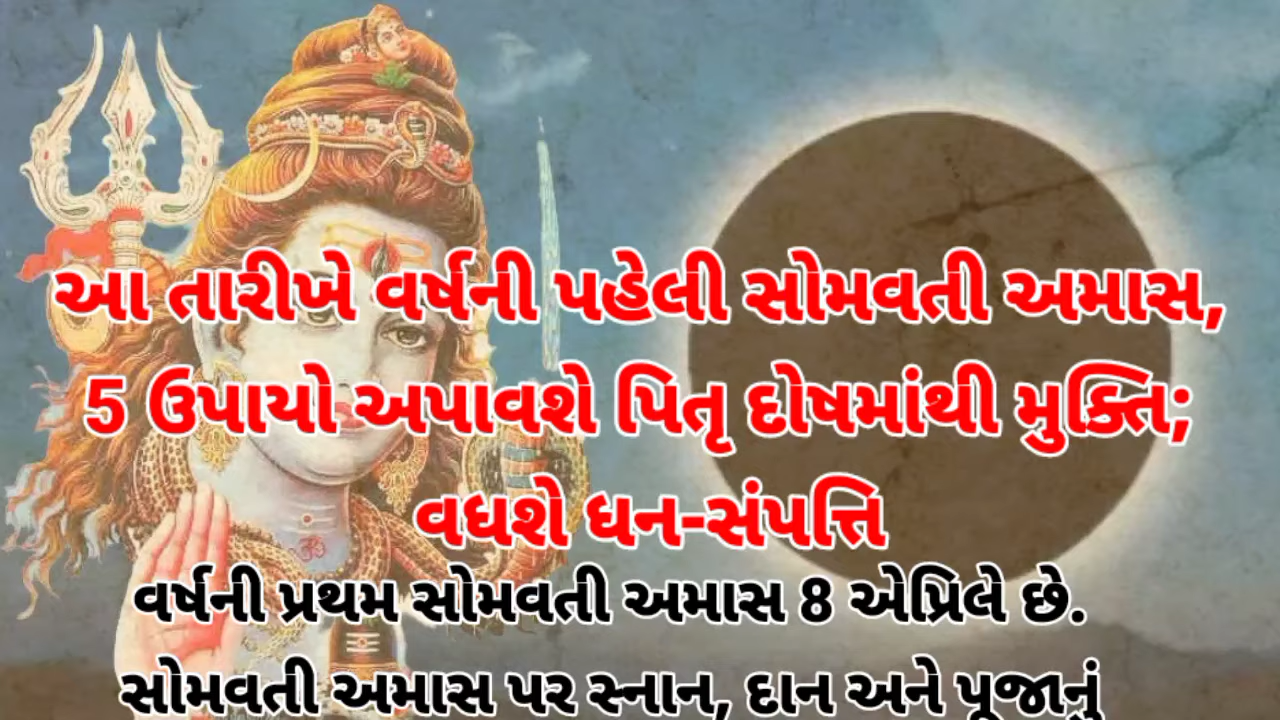 આ તારીખે વર્ષની પહેલી સોમવતી અમાસ,
5 ઉપાયો અપાવશે પિતૃ દોષમાંથી મુક્તિ;
વધશે ધન-સંપત્તિ
વર્ષની પ્રથમ સોમવતી અમાસ 8 એપ્રિલે છે.
સોમવતી અમાસ પર સ્નાન, દાન અને પૂજાનું